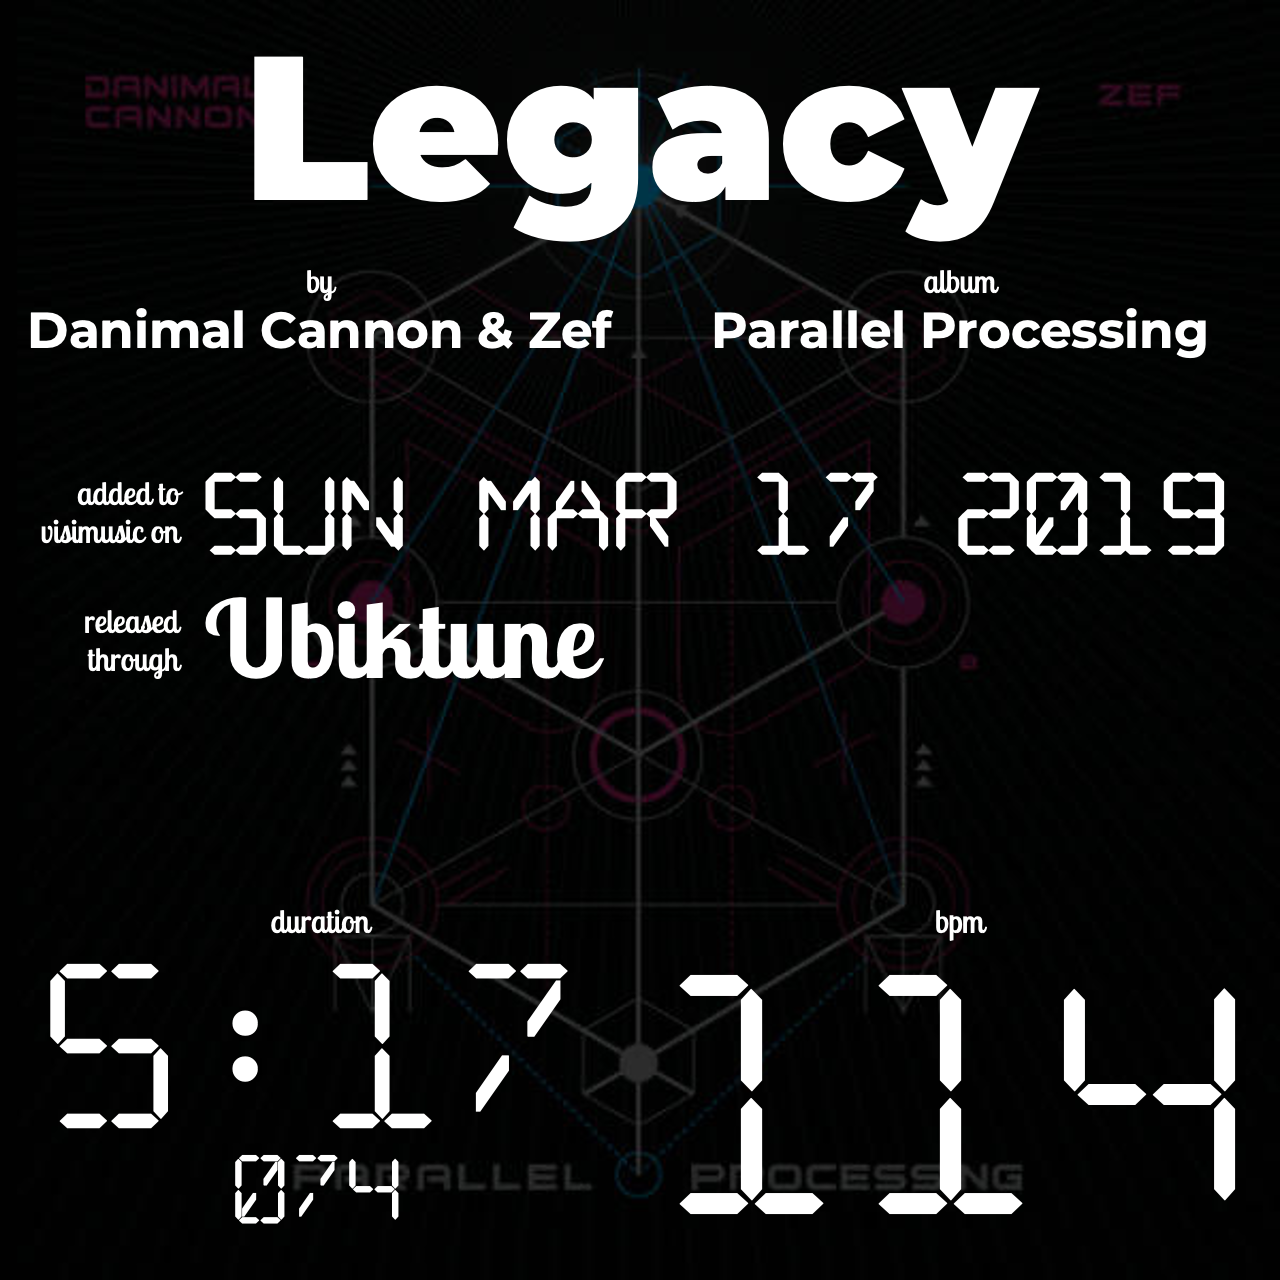 DANIMAL CANNON
ZEF
Legacy
by
Danimal Cannon & Zef
album
Parallel Processing
added to visimusic on
SUN MAR 17 2019
released through
Ubiktune
duration
5:17
074
bpm
114
PARALLEL PROCESSING